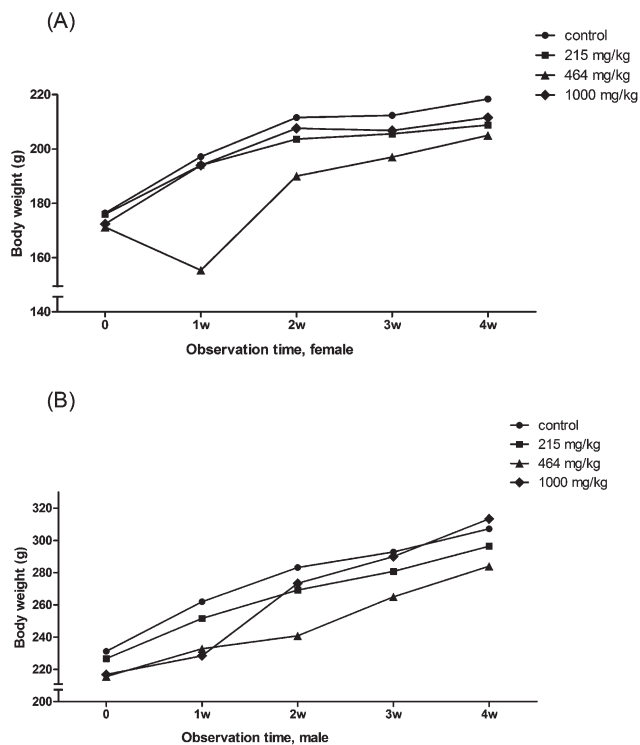 (A)
control
215 mg/kg
464 mg/kg
1000 mg/kg
220
200
180
160
140
Body weight (g)
0 1w 2w 3w 4w
Observation time, female
(B)
control
215 mg/kg
464 mg/kg
1000 mg/kg
320
300
280
260
240
220
200
Body weight (g)
0 1w 2w 3w 4w
Observation time, male